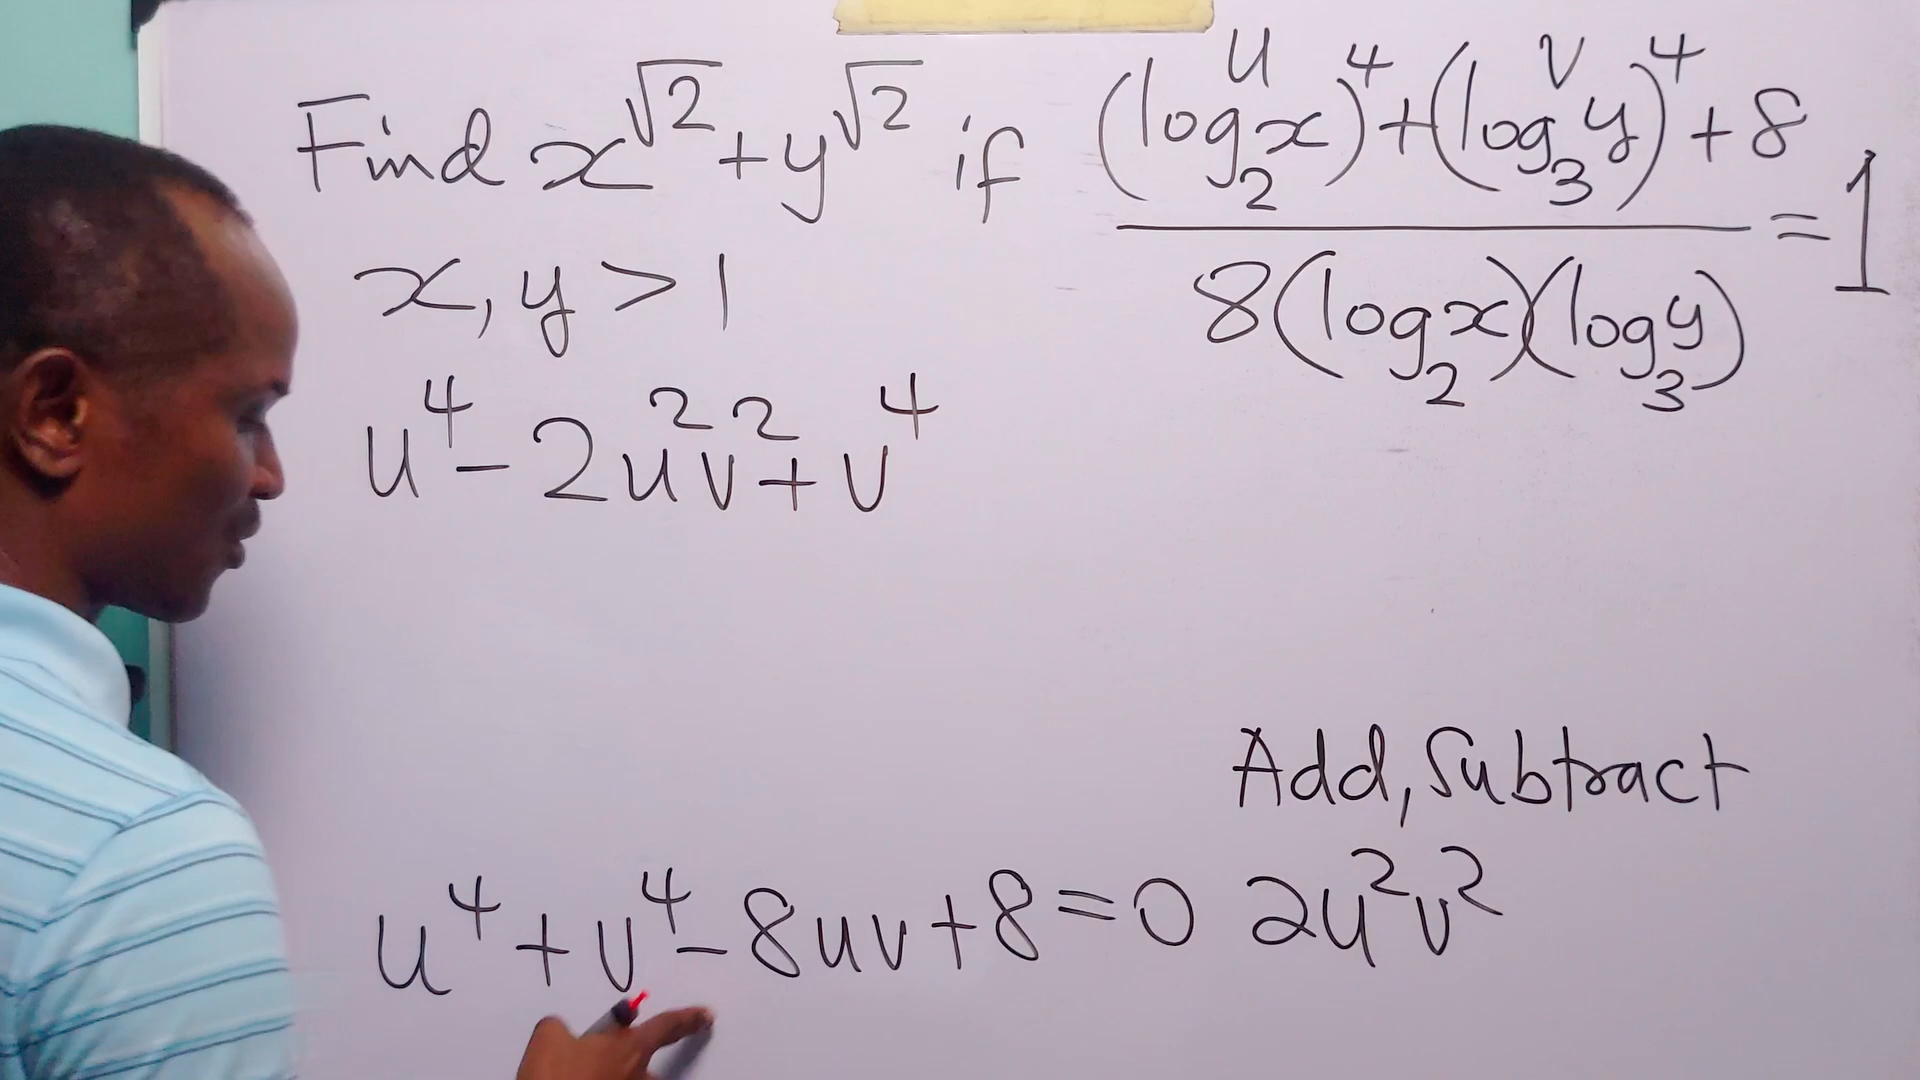 Find x^√2 + y^√2 if ((log₂x)⁴ + (log₃y)⁴ + 8) / (8(log₂x)(log₃y)) = 1
u v
x, y > 1
u⁴ - 2u²v² + v⁴
Add, Subtract
u⁴ + v⁴ - 8uv + 8 = 0 2u²v²